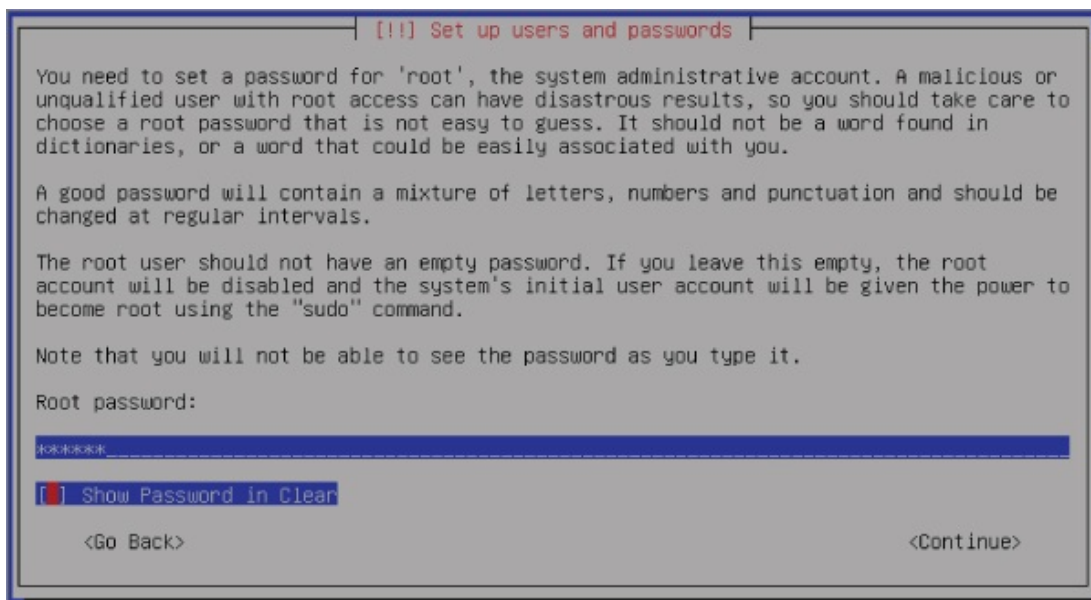 [!!] Set up users and passwords
You need to set a password for 'root', the system administrative account. A malicious or
unqualified user with root access can have disastrous results, so you should take care to
choose a root password that is not easy to guess. It should not be a word found in
dictionaries, or a word that could be easily associated with you.
A good password will contain a mixture of letters, numbers and punctuation and should be
changed at regular intervals.
The root user should not have an empty password. If you leave this empty, the root
account will be disabled and the system's initial user account will be given the power to
become root using the "sudo" command.
Note that you will not be able to see the password as you type it.
Root password:
******
[ ] Show Password in Clear
<Go Back> <Continue>